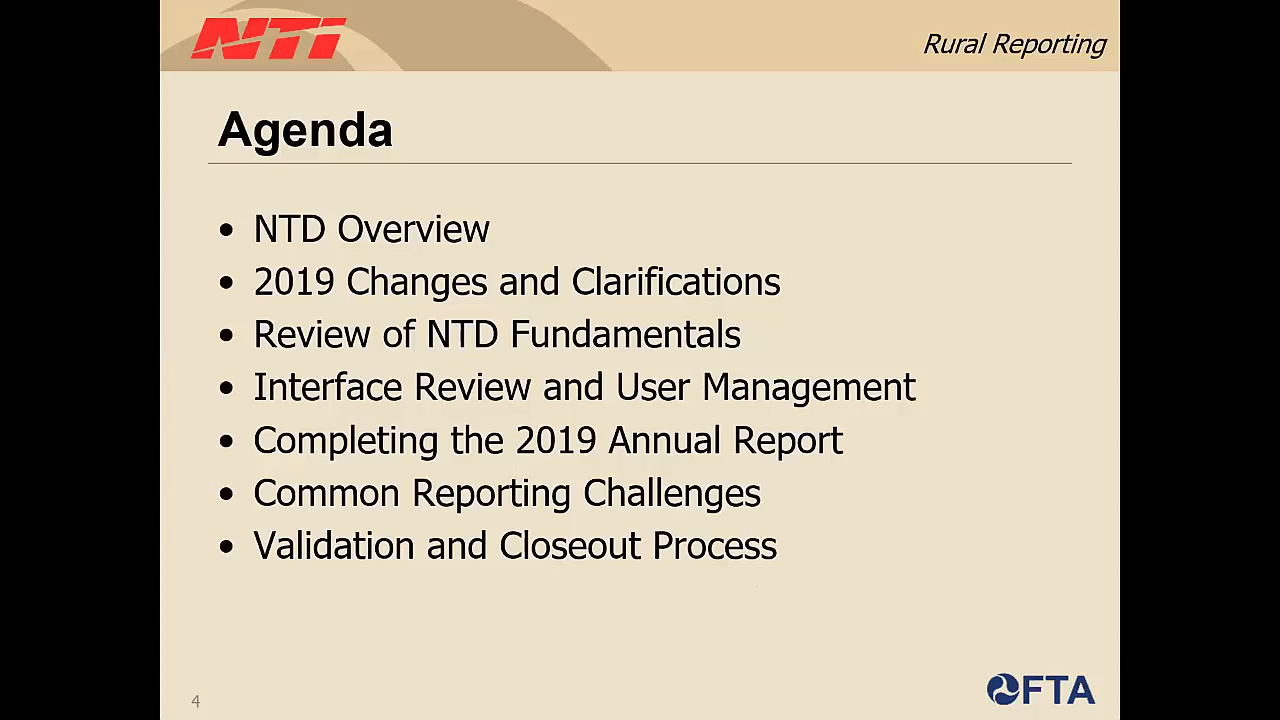 NTI
Rural Reporting
Agenda
• NTD Overview
• 2019 Changes and Clarifications
• Review of NTD Fundamentals
• Interface Review and User Management
• Completing the 2019 Annual Report
• Common Reporting Challenges
• Validation and Closeout Process
4
FTA